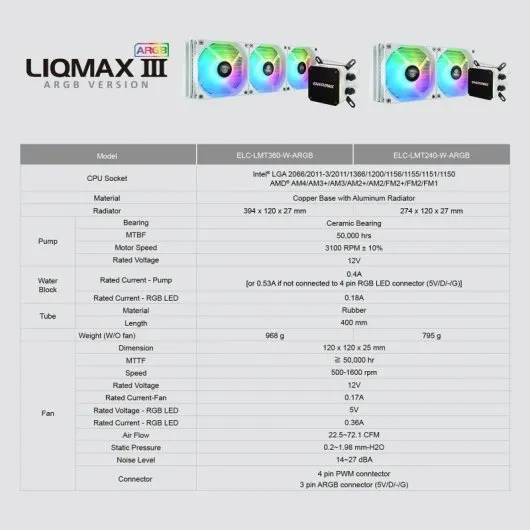 ARGB
LIQMAX III
ARGB VERSION
ENERMAX
Model ELC-LMT360-W-ARGB ELC-LMT240-W-ARGB
CPU Socket Intel® LGA 2066/2011-3/2011/1366/1200/1156/1155/1151/1150
AMD® AM4/AM3+/AM3/AM2+/AM2/FM2+/FM2/FM1
Material Copper Base with Aluminum Radiator
Radiator 394 x 120 x 27 mm 274 x 120 x 27 mm
Pump Bearing Ceramic Bearing
MTBF 50,000 hrs
Motor Speed 3100 RPM ± 10%
Rated Voltage 12V
Water Block Rated Current - Pump 0.4A
[or 0.53A if not connected to 4 pin RGB LED connector (5V/D/-/G)]
Rated Current - RGB LED 0.18A
Tube Material Rubber
Length 400 mm
Weight (W/O fan) 968 g 795 g
Fan Dimension 120 x 120 x 25 mm
MTTF ≧ 50,000 hr
Speed 500-1600 rpm
Rated Voltage 12V
Rated Current-Fan 0.17A
Rated Voltage - RGB LED 5V
Rated Current - RGB LED 0.36A
Air Flow 22.5~72.1 CFM
Static Pressure 0.2~1.98 mm-H2O
Noise Level 14~27 dBA
Connector 4 pin PWM conntector
3 pin ARGB connector (5V/D/-/G)